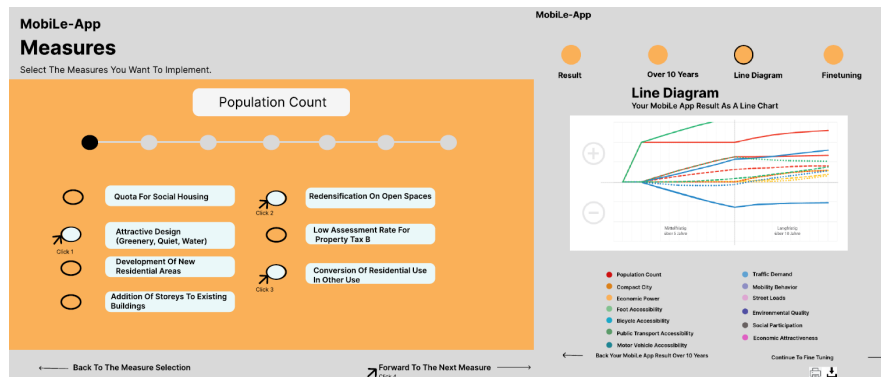 MobiLe-App
Measures
Select The Measures You Want To Implement.
Population Count
Quota For Social Housing
Attractive Design
(Greenery, Quiet, Water)
Click 1
Development Of New
Residential Areas
Addition Of Storeys To Existing
Buildings
Redensification On Open Spaces
Click 2
Low Assessment Rate For
Property Tax B
Conversion Of Residential Use
In Other Use
Click 3
Back To The Measure Selection
Forward To The Next Measure
Click 4
MobiLe-App
Result
Over 10 Years
Line Diagram
Finetuning
Line Diagram
Your MobiLe App Result As A Line Chart
Population Count
Compact City
Economic Power
Foot Accessibility
Bicycle Accessibility
Public Transport Accessibility
Motor Vehicle Accessibility
Traffic Demand
Mobility Behavior
Street Loads
Environmental Quality
Social Participation
Economic Attractiveness
Back Your MobiLe App Result Over 10 Years
Continue To Fine Tuning